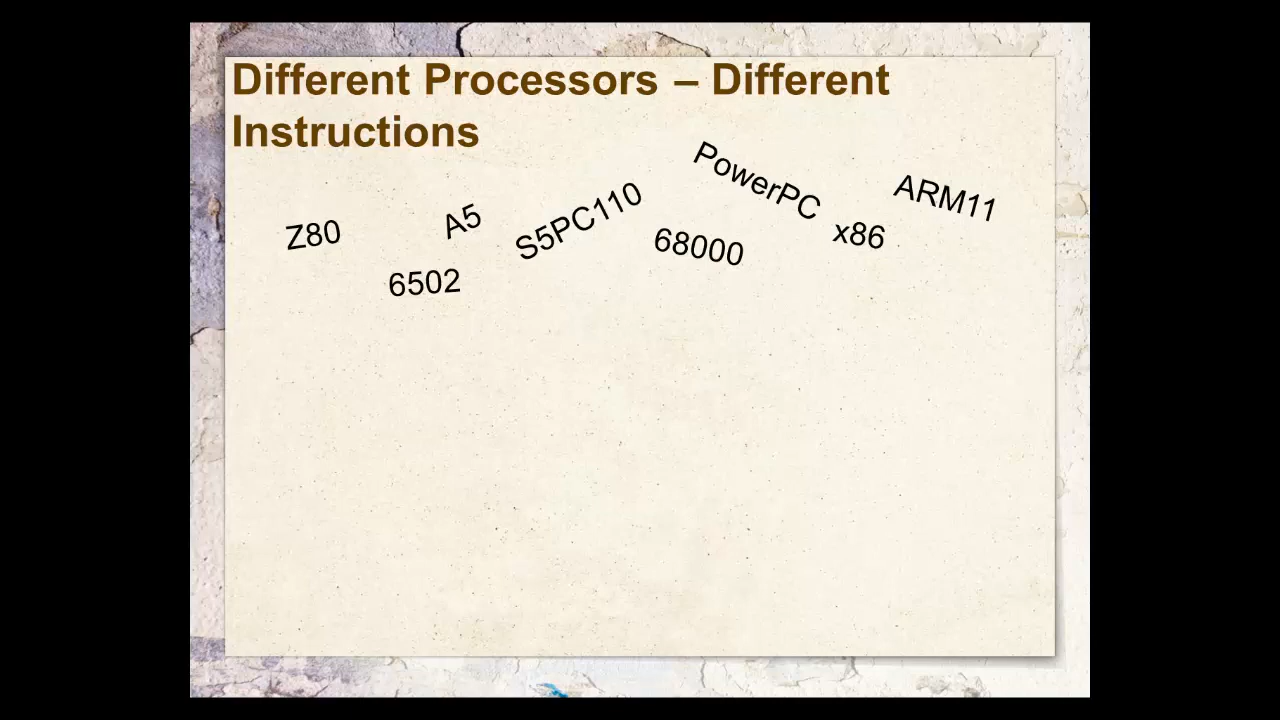 Different Processors – Different
Instructions
PowerPC
ARM11
Z80
A5
S5PC110
68000
x86
6502